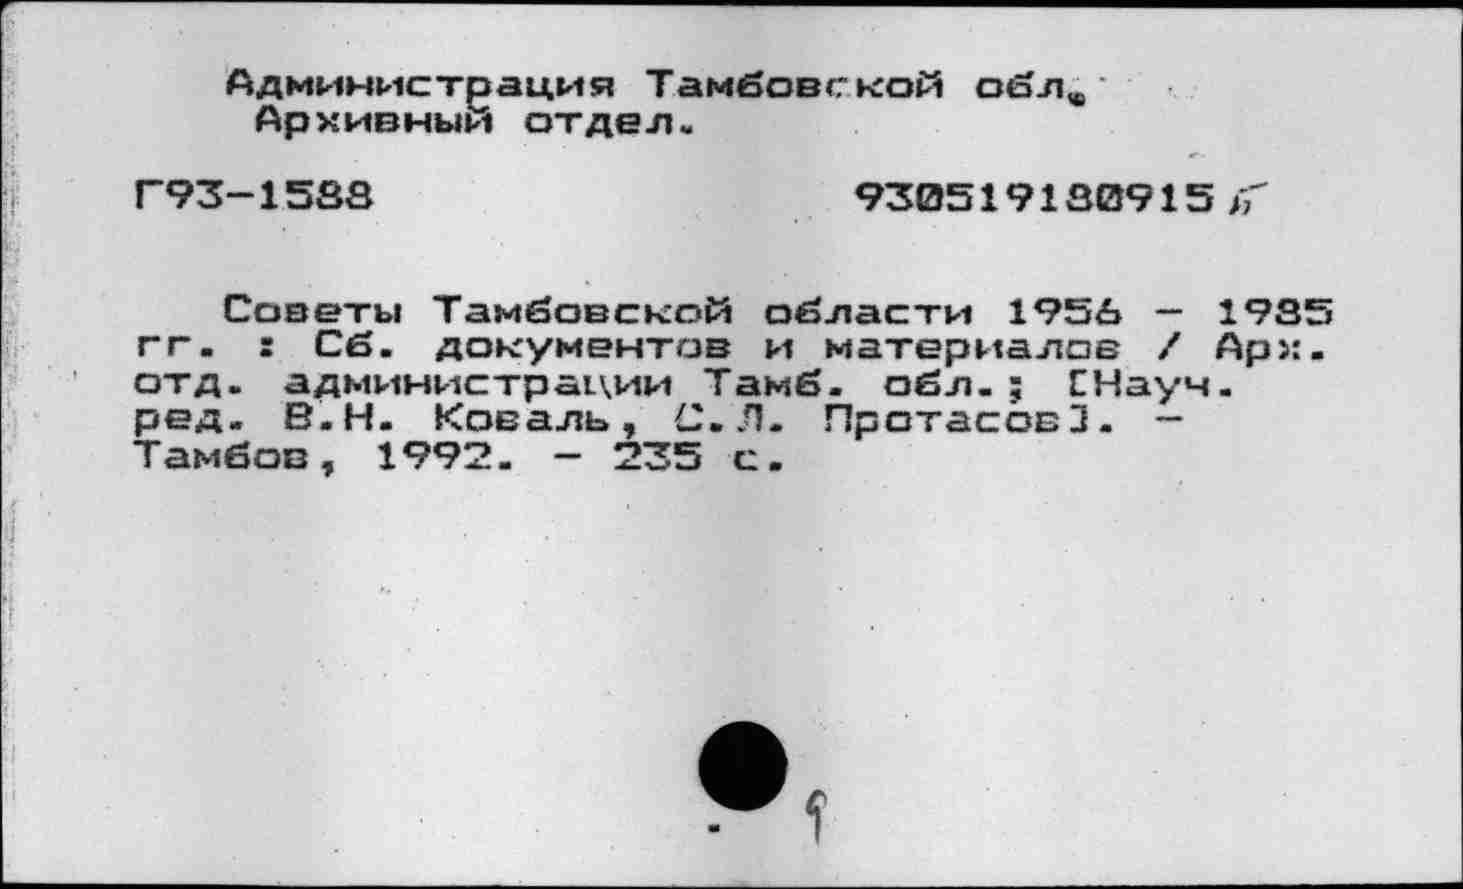 Администрация Тамбовской обл.
Архивный отдел.
Г93-1588 930519180915
Советы Тамбовской области 1956 - 1985
гг. : Сб. документов и материалов / Арх.
отд. администрации Тамб. обл.; [Науч.
ред. В.Н. Коваль, С.Л. Протасов]. -
Тамбов, 1992. - 235 с.
9